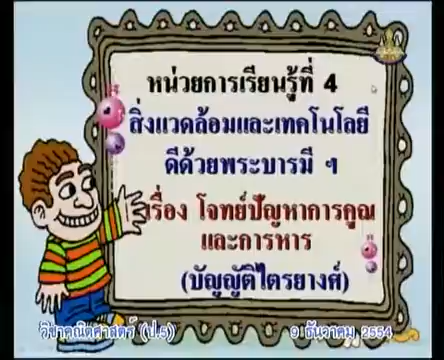 หน่วยการเรียนรู้ที่ 4
สิ่งแวดล้อมและเทคโนโลยี
ดีด้วยพระบารมี ฯ
เรื่อง โจทย์ปัญหาการคูณ
และการหาร
(บัญญัติไตรยางศ์)
วิชาคณิตศาสตร์ (ป.5)
9 ธันวาคม 2554